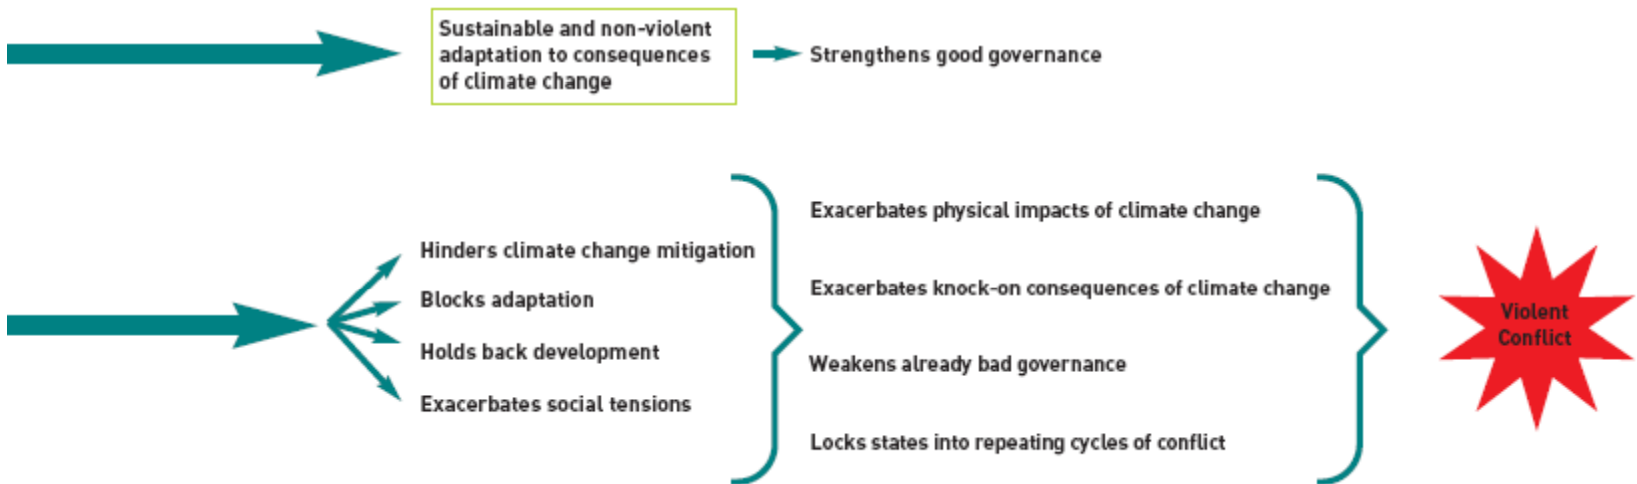 Sustainable and non-violent
adaptation to consequences
of climate change
Strengthens good governance
Hinders climate change mitigation
Blocks adaptation
Holds back development
Exacerbates social tensions
Exacerbates physical impacts of climate change
Exacerbates knock-on consequences of climate change
Weakens already bad governance
Locks states into repeating cycles of conflict
Violent
Conflict